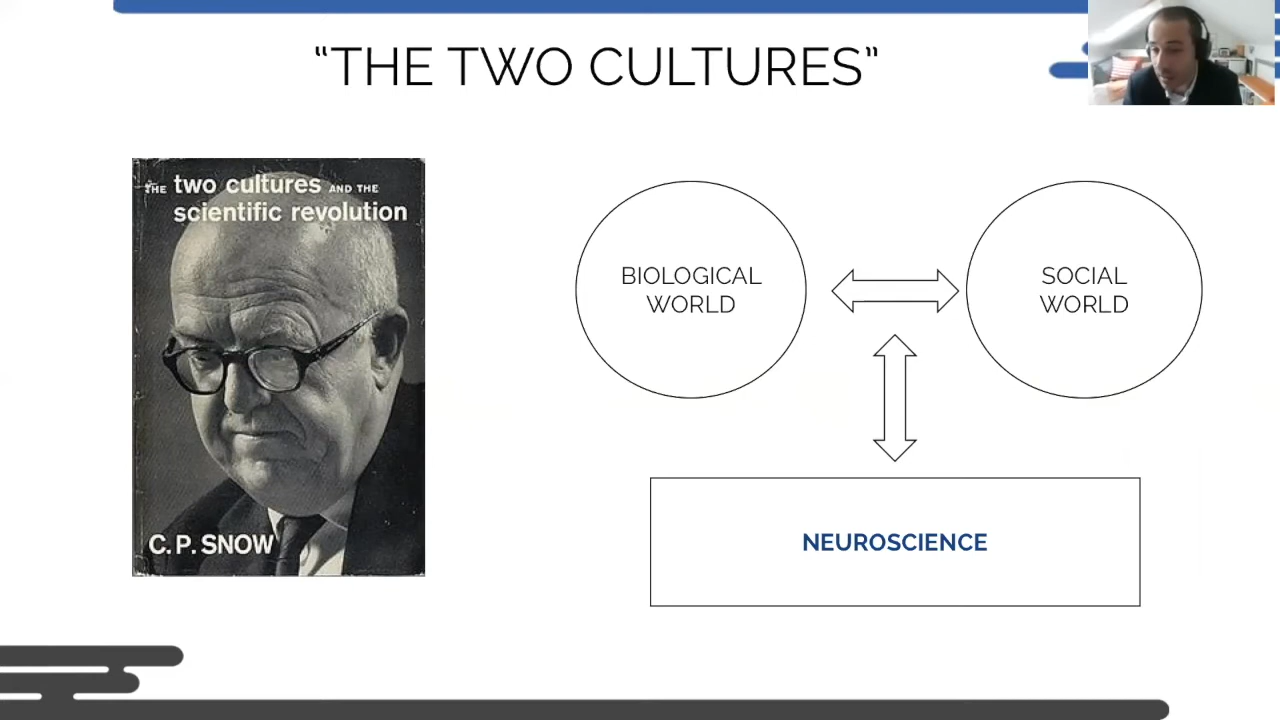 “THE TWO CULTURES”
THE two cultures AND THE
scientific revolution
C. P. SNOW
BIOLOGICAL
WORLD
SOCIAL
WORLD
NEUROSCIENCE